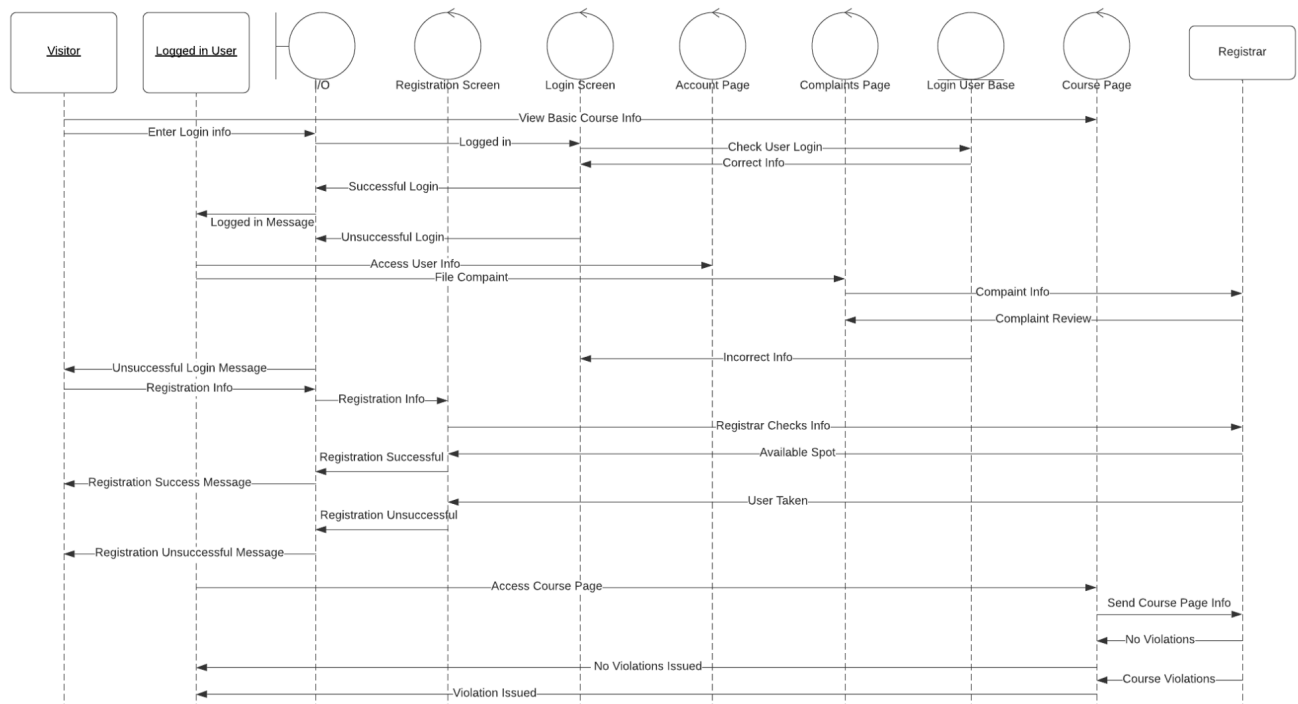 Visitor
Logged in User
I/O
Registration Screen
Login Screen
Account Page
Complaints Page
Login User Base
Course Page
Registrar
View Basic Course Info
Enter Login info
Logged in
Check User Login
Correct Info
Successful Login
Logged in Message
Unsuccessful Login
Access User Info
File Compaint
Compaint Info
Complaint Review
Incorrect Info
Unsuccessful Login Message
Registration Info
Registration Info
Registrar Checks Info
Available Spot
Registration Successful
Registration Success Message
User Taken
Registration Unsuccessful
Registration Unsuccessful Message
Access Course Page
Send Course Page Info
No Violations
No Violations Issued
Course Violations
Violation Issued